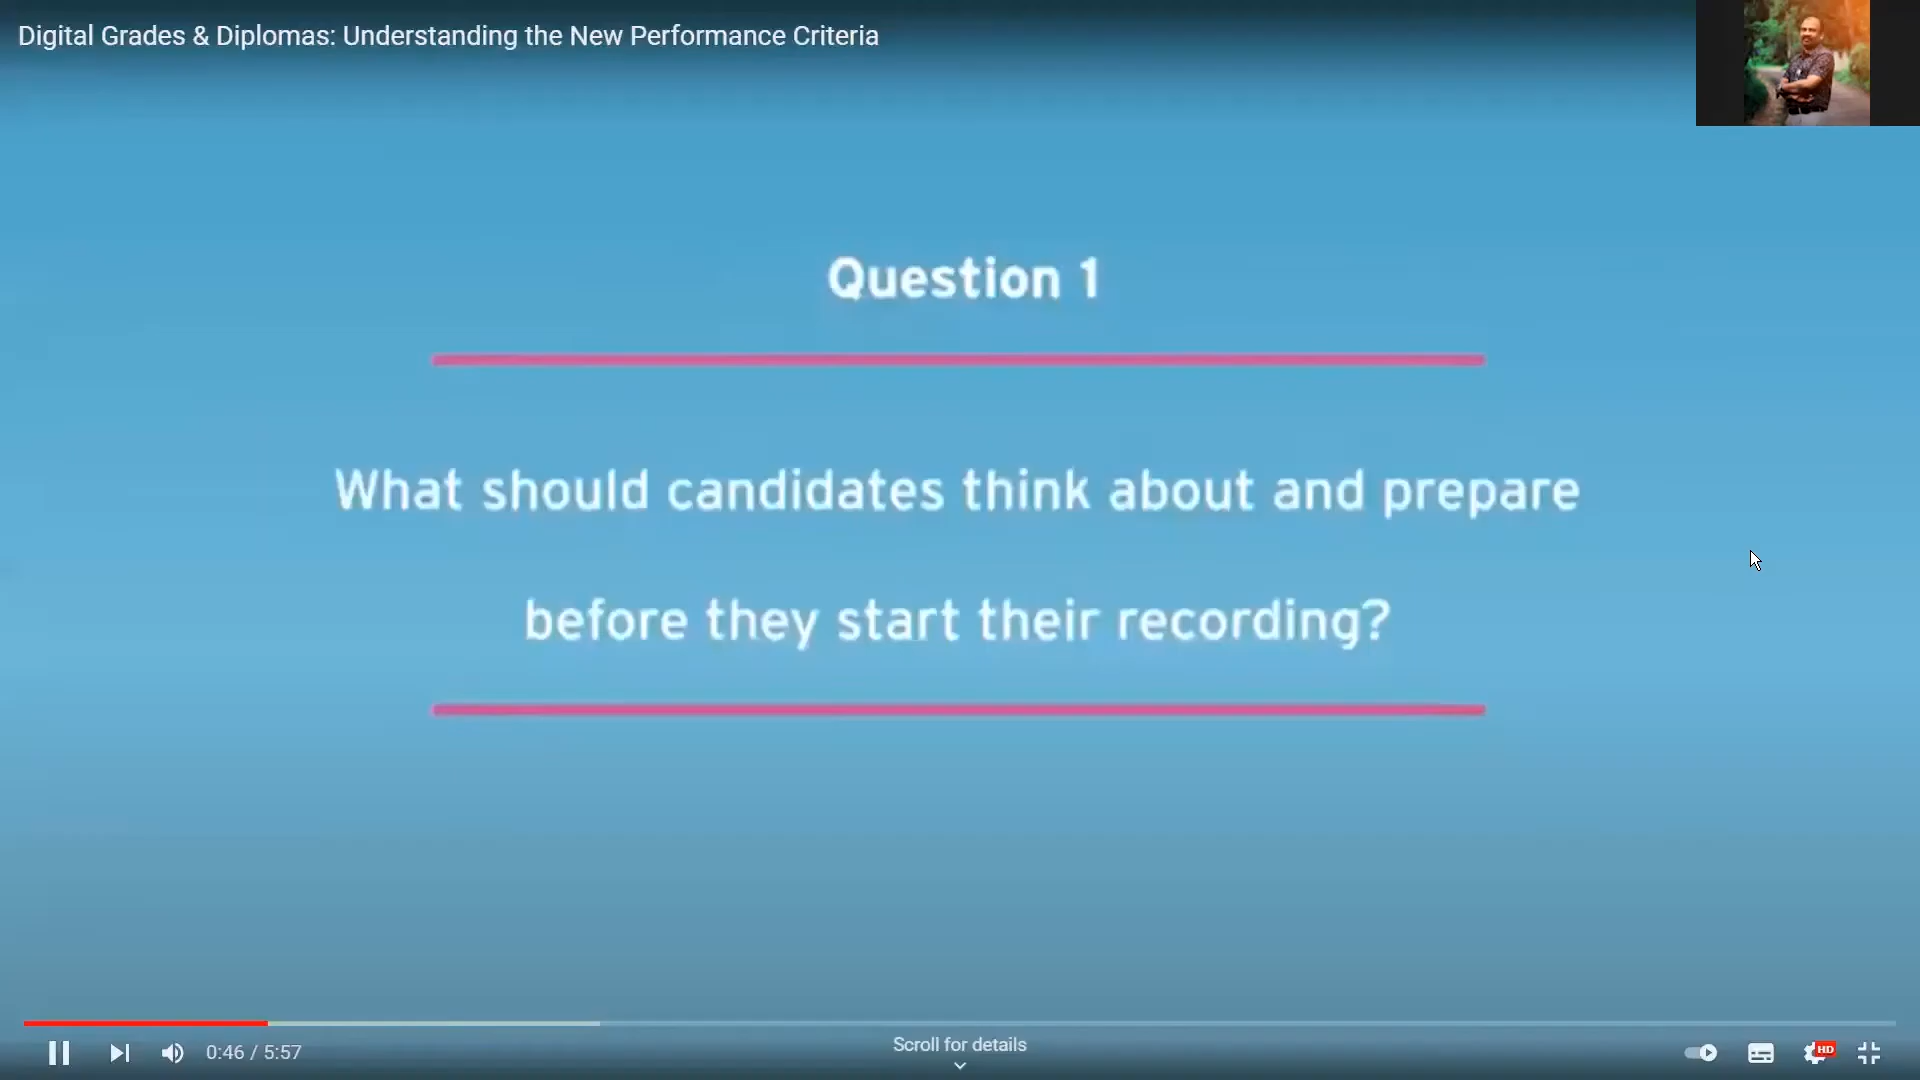 Digital Grades & Diplomas: Understanding the New Performance Criteria
Question 1
What should candidates think about and prepare
before they start their recording?
Scroll for details
0:46 / 5:57
HD